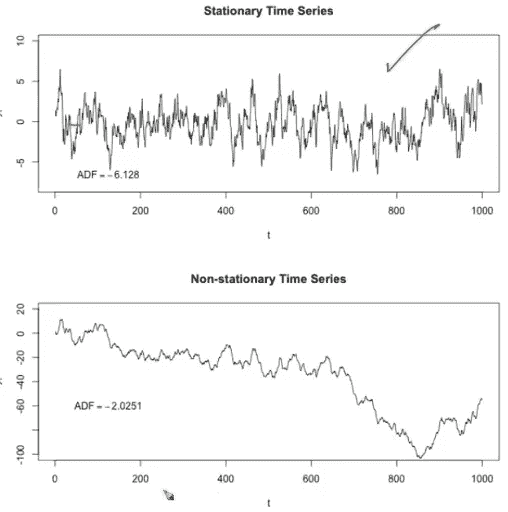 Stationary Time Series
10
5
0
-5
ADF = -6.128
0 200 400 600 800 1000
t
Non-stationary Time Series
20
0
-20
-60
-100
ADF = -2.0251
0 200 400 600 800 1000
t